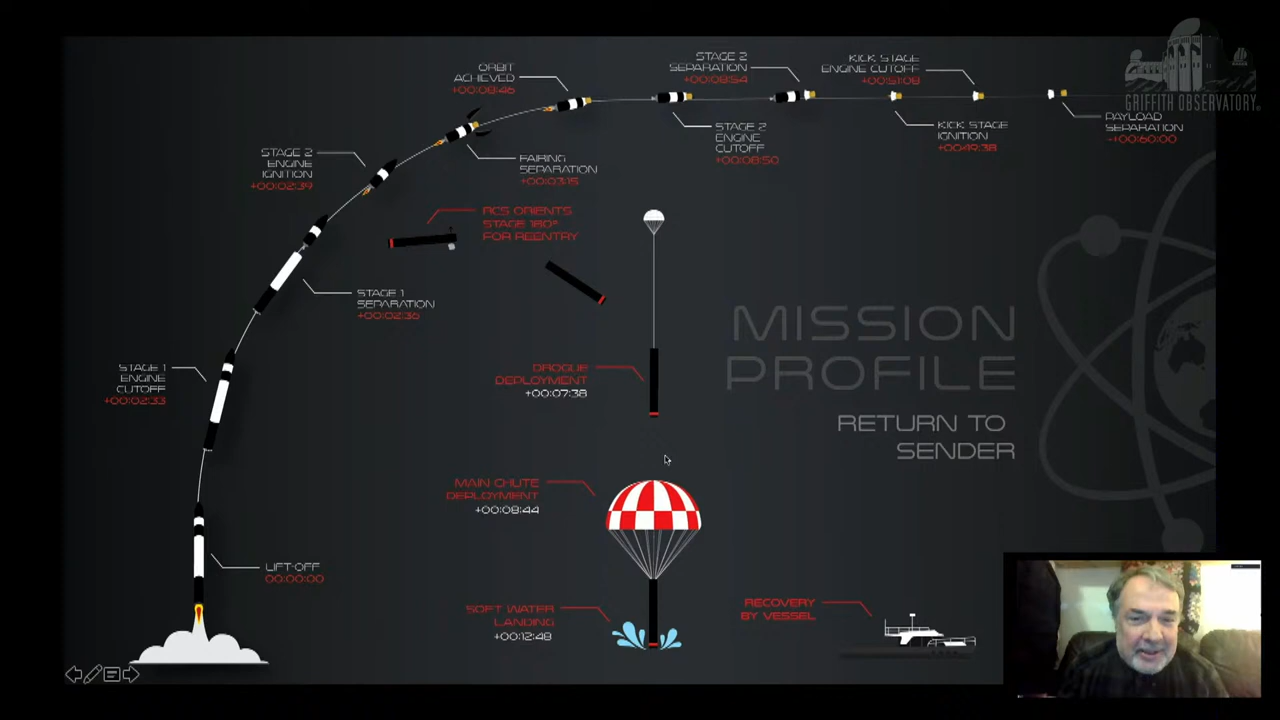 GRIFFITH OBSERVATORY
ORBIT
ACHIEVED
+00:08:46
STAGE 2
SEPARATION
+00:08:54
KICK STAGE
ENGINE CUTOFF
+00:51:08
STAGE 2
ENGINE
CUTOFF
+00:08:50
KICK STAGE
IGNITION
+00:49:38
PAYLOAD
SEPARATION
~+00:60:00
STAGE 2
ENGINE
IGNITION
+00:02:39
FAIRING
SEPARATION
+00:03:15
RCS ORIENTS
STAGE 180°
FOR REENTRY
STAGE 1
SEPARATION
+00:02:36
MISSION
PROFILE
RETURN TO
SENDER
STAGE 1
ENGINE
CUTOFF
+00:02:33
DROGUE
DEPLOYMENT
+00:07:38
MAIN CHUTE
DEPLOYMENT
+00:08:44
LIFT-OFF
00:00:00
SOFT WATER
LANDING
+00:12:48
RECOVERY
BY VESSEL